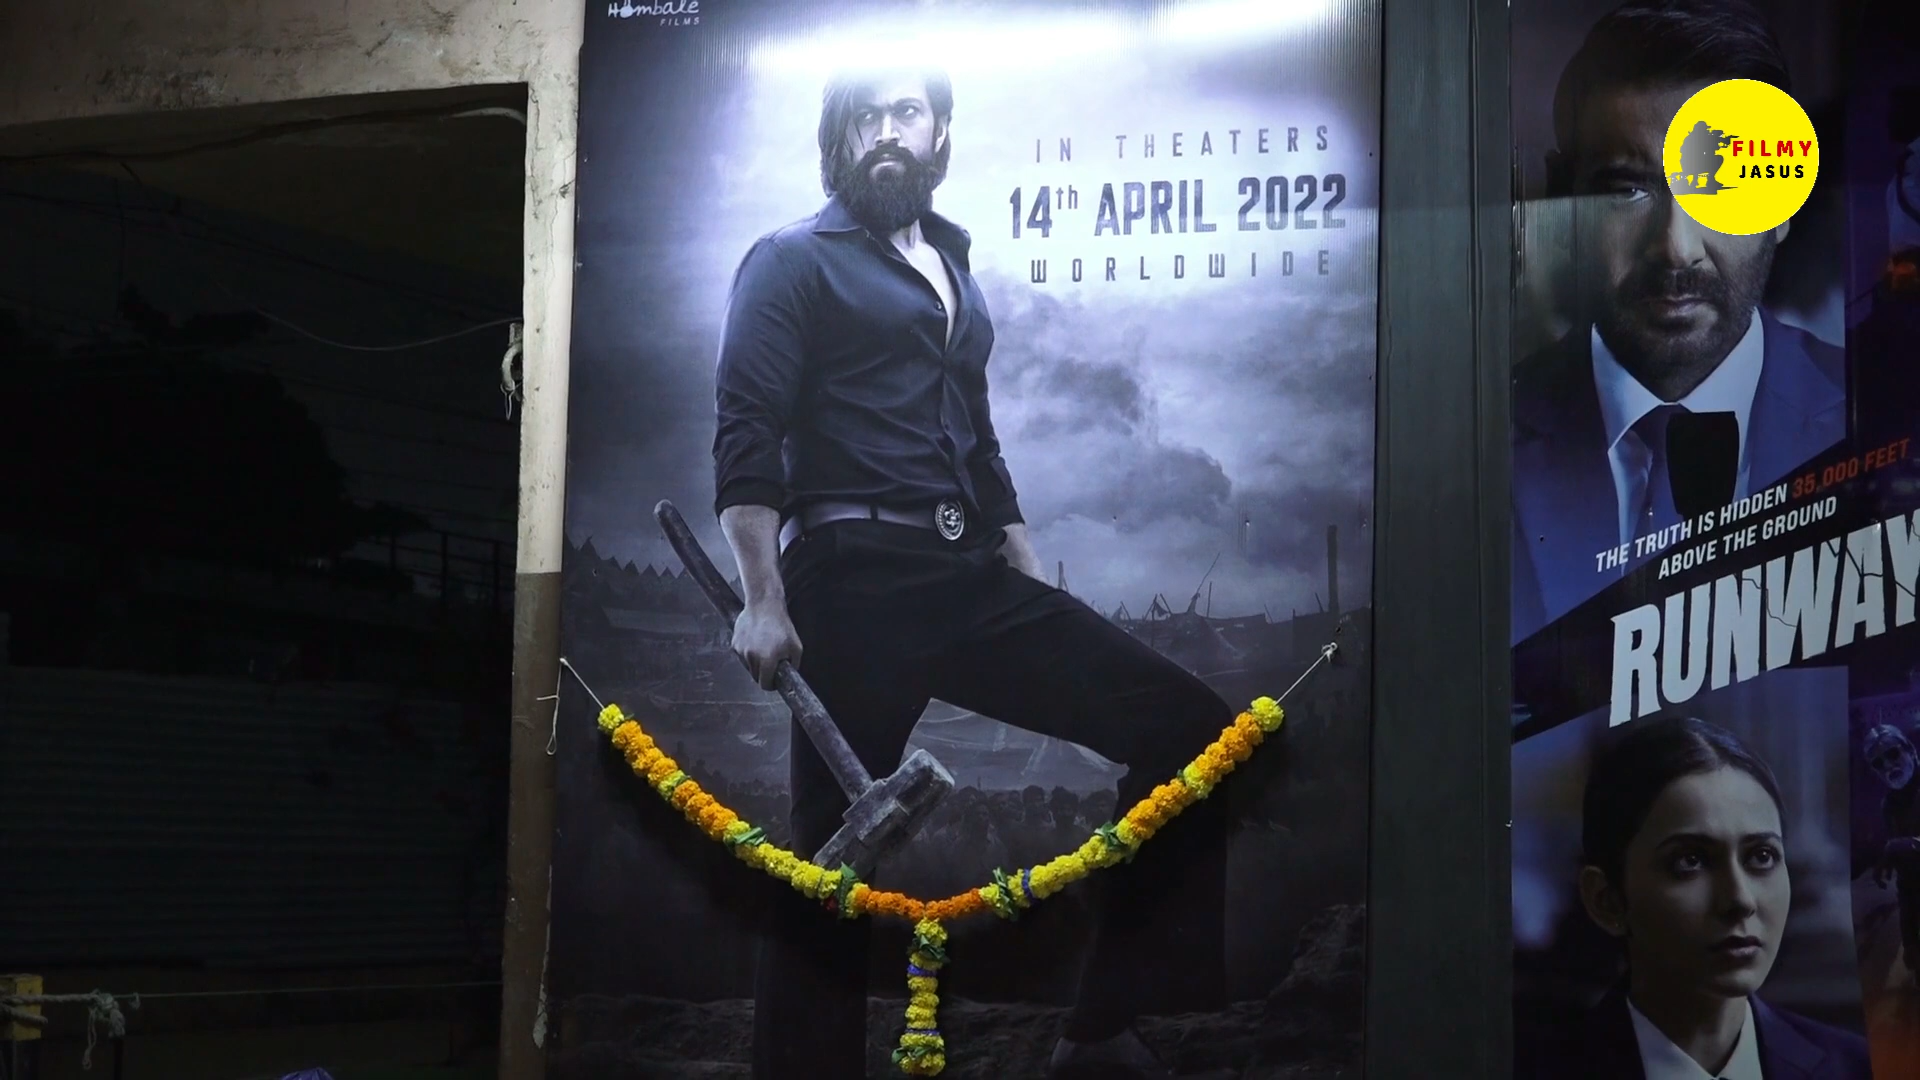 Hombale
FILMS
IN THEATERS
14th APRIL 2022
WORLDWIDE
FILMY
JASUS
THE TRUTH IS HIDDEN 35,000 FEET
ABOVE THE GROUND
RUNWAY